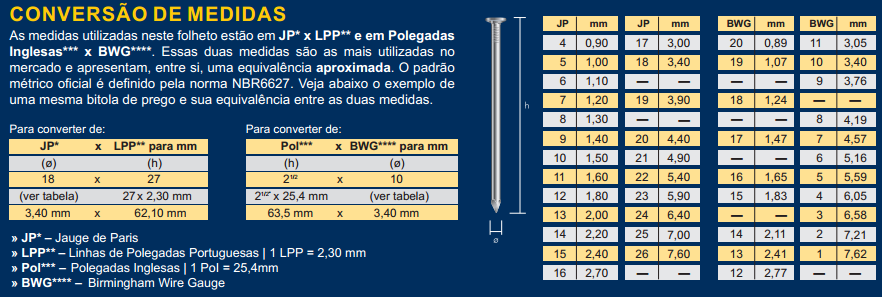 CONVERSÃO DE MEDIDAS
As medidas utilizadas neste folheto estão em JP* x LPP** e em Polegadas
Inglesas*** x BWG****. Essas duas medidas são as mais utilizadas no
mercado e apresentam, entre si, uma equivalência aproximada. O padrão
métrico oficial é definido pela norma NBR6627. Veja abaixo o exemplo de
uma mesma bitola de prego e sua equivalência entre as duas medidas.
Para converter de:
JP* x LPP** para mm
(ø) (h)
18 x 27
(ver tabela) 27 x 2,30 mm
3,40 mm x 62,10 mm
Para converter de:
Pol*** x BWG**** para mm
(h) (ø)
2¹/² x 10
2¹/²" x 25,4 mm (ver tabela)
63,5 mm x 3,40 mm
» JP* – Jauge de Paris
» LPP** – Linhas de Polegadas Portuguesas | 1 LPP = 2,30 mm
» Pol*** – Polegadas Inglesas | 1 Pol = 25,4mm
» BWG**** – Birmingham Wire Gauge
h
ø
JP mm JP mm BWG mm BWG mm
4 0,90 17 3,00 20 0,89 11 3,05
5 1,00 18 3,40 19 1,07 10 3,40
6 1,10 — — — — 9 3,76
7 1,20 19 3,90 18 1,24 — —
8 1,30 — — — — 8 4,19
9 1,40 20 4,40 17 1,47 7 4,57
10 1,50 21 4,90 — — 6 5,16
11 1,60 22 5,40 16 1,65 5 5,59
12 1,80 23 5,90 15 1,83 4 6,05
13 2,00 24 6,40 — — 3 6,58
14 2,20 25 7,00 14 2,11 2 7,21
15 2,40 26 7,60 13 2,41 1 7,62
16 2,70 — — 12 2,77 — —